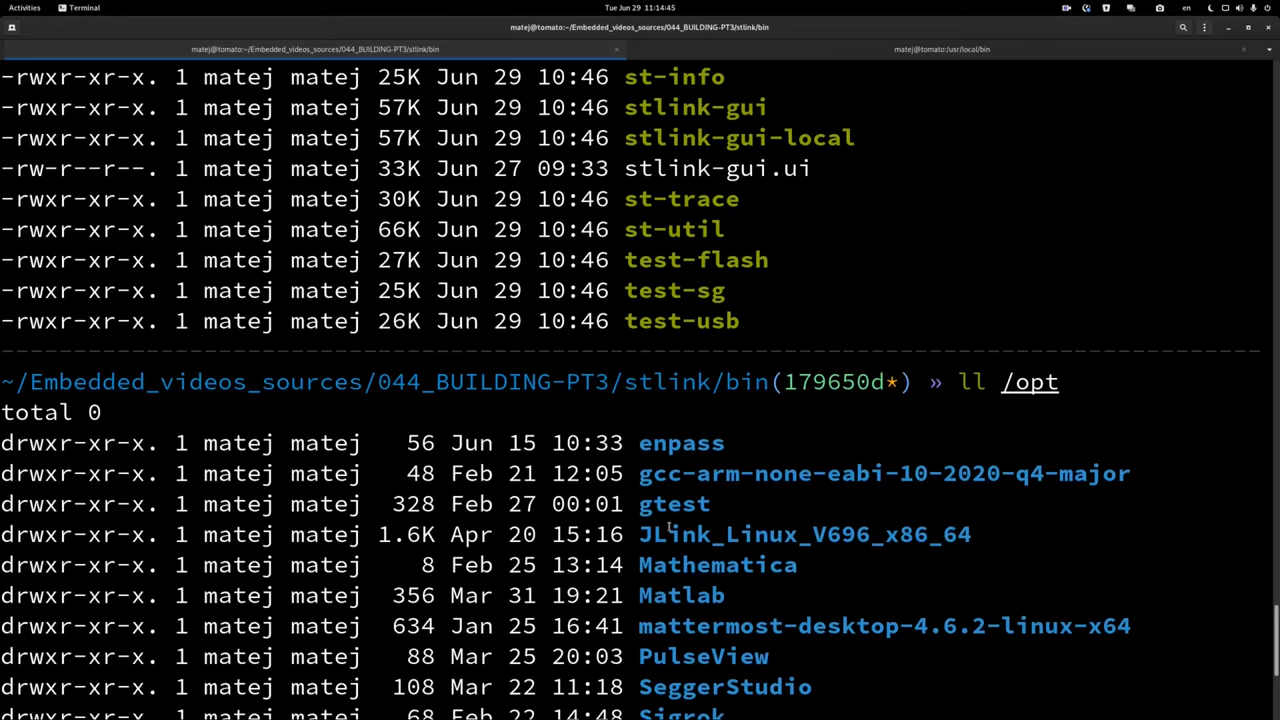 Activities Terminal Tue Jun 29 11:14:45 en
matej@tomato:~/Embedded_videos_sources/044_BUILDING-PT3/stlink/bin
matej@tomato:~/Embedded_videos_sources/044_BUILDING-PT3/stlink/bin × matej@tomato:/usr/local/bin ×
-rwxr-xr-x. 1 matej matej 25K Jun 29 10:46 st-info
-rwxr-xr-x. 1 matej matej 57K Jun 29 10:46 stlink-gui
-rwxr-xr-x. 1 matej matej 57K Jun 29 10:46 stlink-gui-local
-rw-r--r--. 1 matej matej 33K Jun 27 09:33 stlink-gui.ui
-rwxr-xr-x. 1 matej matej 30K Jun 29 10:46 st-trace
-rwxr-xr-x. 1 matej matej 66K Jun 29 10:46 st-util
-rwxr-xr-x. 1 matej matej 27K Jun 29 10:46 test-flash
-rwxr-xr-x. 1 matej matej 25K Jun 29 10:46 test-sg
-rwxr-xr-x. 1 matej matej 26K Jun 29 10:46 test-usb
~/Embedded_videos_sources/044_BUILDING-PT3/stlink/bin(179650d*) » ll /opt
total 0
drwxr-xr-x. 1 matej matej 56 Jun 15 10:33 enpass
drwxr-xr-x. 1 matej matej 48 Feb 21 12:05 gcc-arm-none-eabi-10-2020-q4-major
drwxr-xr-x. 1 matej matej 328 Feb 27 00:01 gtest
drwxr-xr-x. 1 matej matej 1.6K Apr 20 15:16 JLink_Linux_V696_x86_64
drwxr-xr-x. 1 matej matej 8 Feb 25 13:14 Mathematica
drwxr-xr-x. 1 matej matej 356 Mar 31 19:21 Matlab
drwxr-xr-x. 1 matej matej 634 Jan 25 16:41 mattermost-desktop-4.6.2-linux-x64
drwxr-xr-x. 1 matej matej 88 Mar 25 20:03 PulseView
drwxr-xr-x. 1 matej matej 108 Mar 22 11:18 SeggerStudio
drwxr-xr-x. 1 matej matej 68 Feb 22 14:48 Sigrok